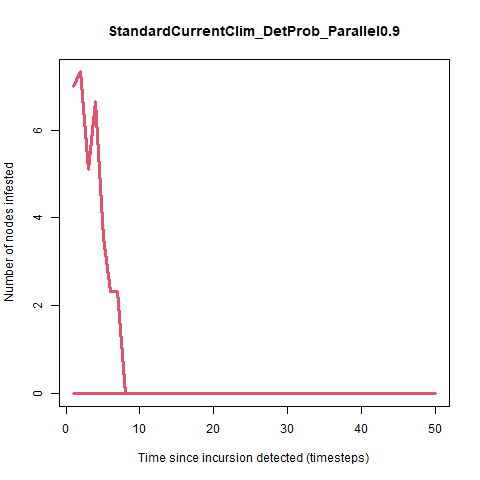 StandardCurrentClim_DetProb_Parallel0.9
Number of nodes infested
6
4
2
0
0 10 20 30 40 50
Time since incursion detected (timesteps)